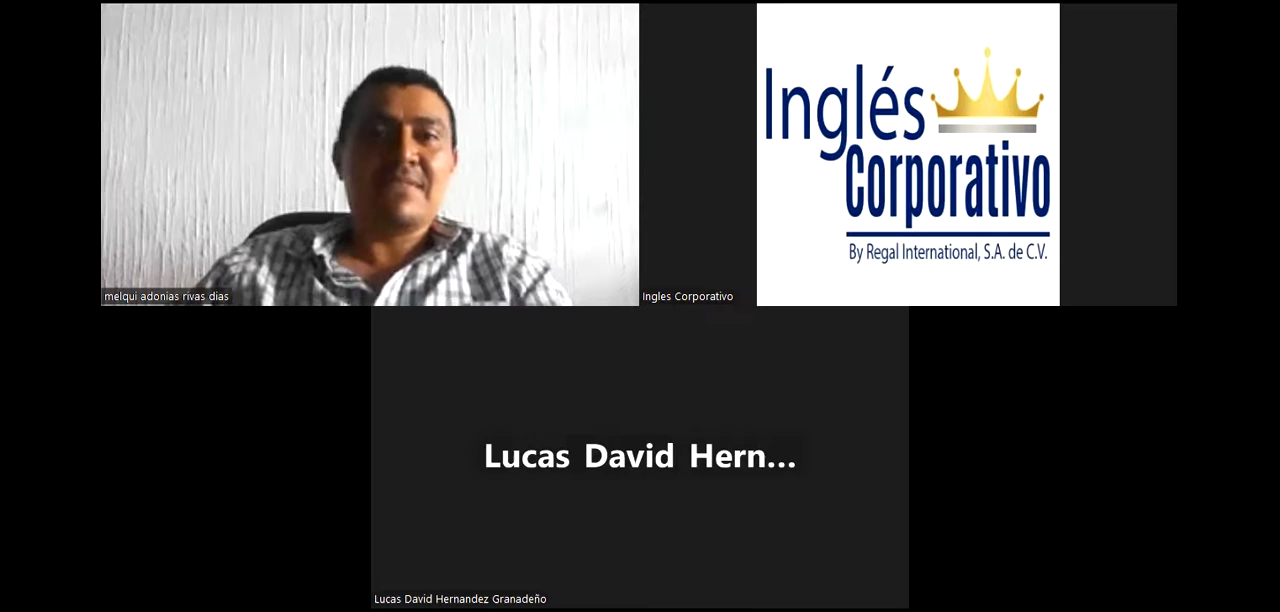 Inglés
Corporativo
By Regal International, S.A. de C.V.
melqui adonias rivas dias
Ingles Corporativo
Lucas David Hern...
Lucas David Hernandez Granadeño